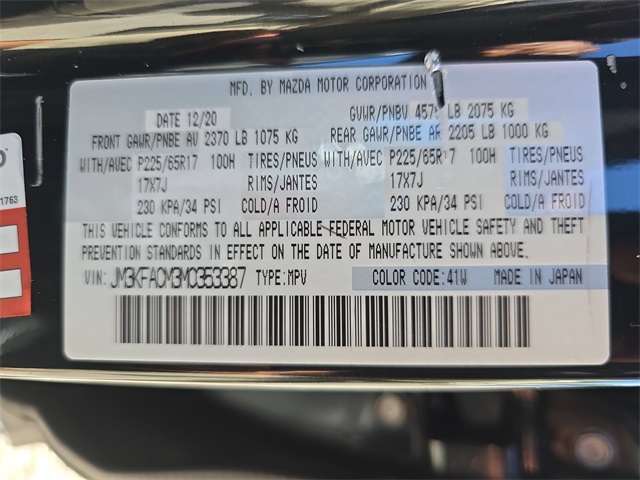 MFD. BY MAZDA MOTOR CORPORATION
DATE 12/20 GVWR/PNBV 457 LB 2075 KG
FRONT GAWR/PNBE AV 2370 LB 1075 KG REAR GAWR/PNBE AR 2205 LB 1000 KG
WITH/AVEC P225/65R17 100H TIRES/PNEUS WITH/AVEC P225/65R17 100H TIRES/PNEUS
17X7J RIMS/JANTES 17X7J RIMS/JANTES
230 KPA/34 PSI COLD/A FROID 230 KPA/34 PSI COLD/A FROID
THIS VEHICLE CONFORMS TO ALL APPLICABLE FEDERAL MOTOR VEHICLE SAFETY AND THEFT
PREVENTION STANDARDS IN EFFECT ON THE DATE OF MANUFACTURE SHOWN ABOVE.
VIN: JM3KFACM3M0353387 TYPE:MPV COLOR CODE:41W MADE IN JAPAN
1763